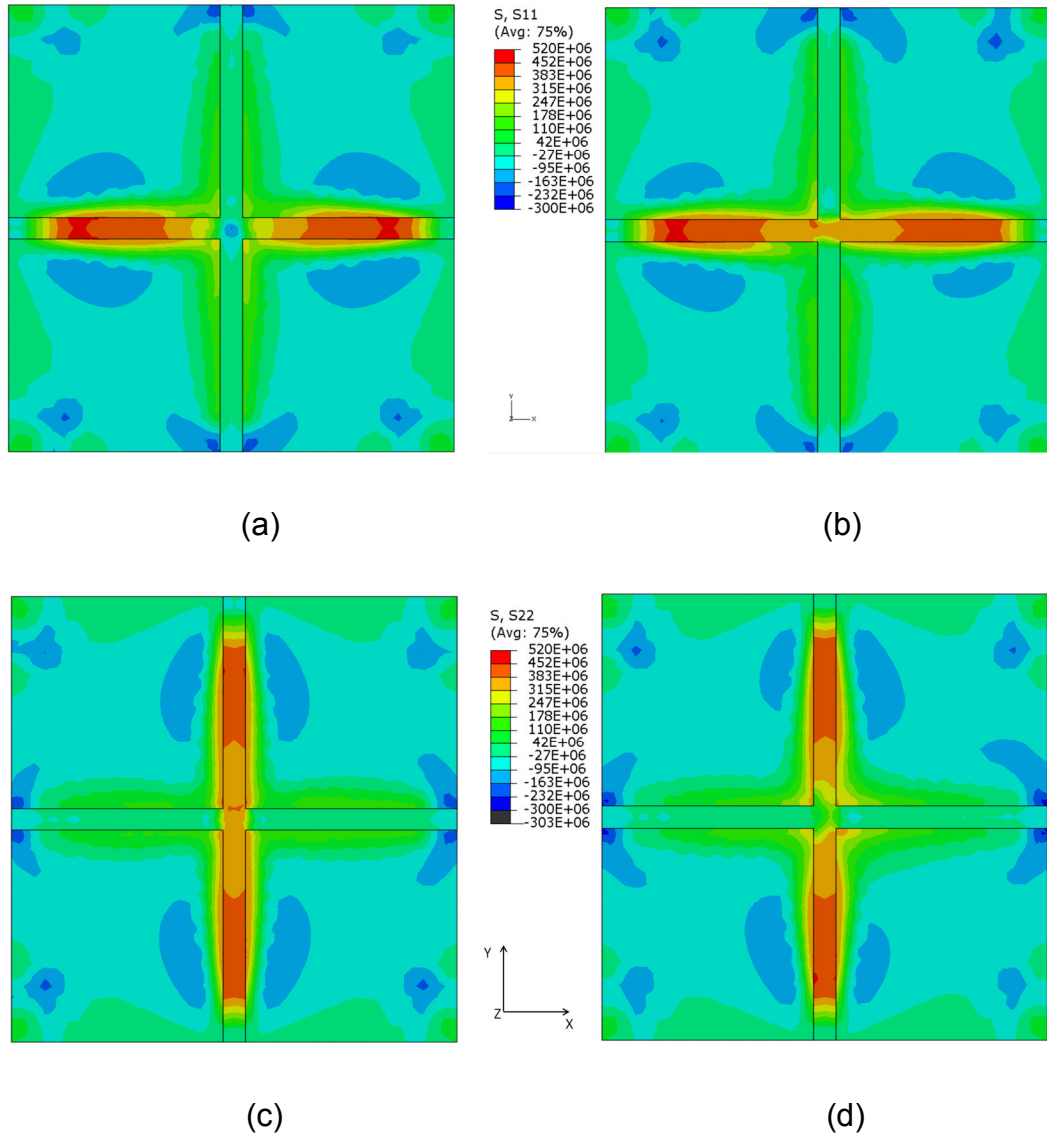 S, S11
(Avg: 75%)
520E+06
452E+06
383E+06
315E+06
247E+06
178E+06
110E+06
42E+06
-27E+06
-95E+06
-163E+06
-232E+06
-300E+06
Y
Z X
(a)
(b)
S, S22
(Avg: 75%)
520E+06
452E+06
383E+06
315E+06
247E+06
178E+06
110E+06
42E+06
-27E+06
-95E+06
-163E+06
-232E+06
-300E+06
-303E+06
Y
Z X
(c)
(d)